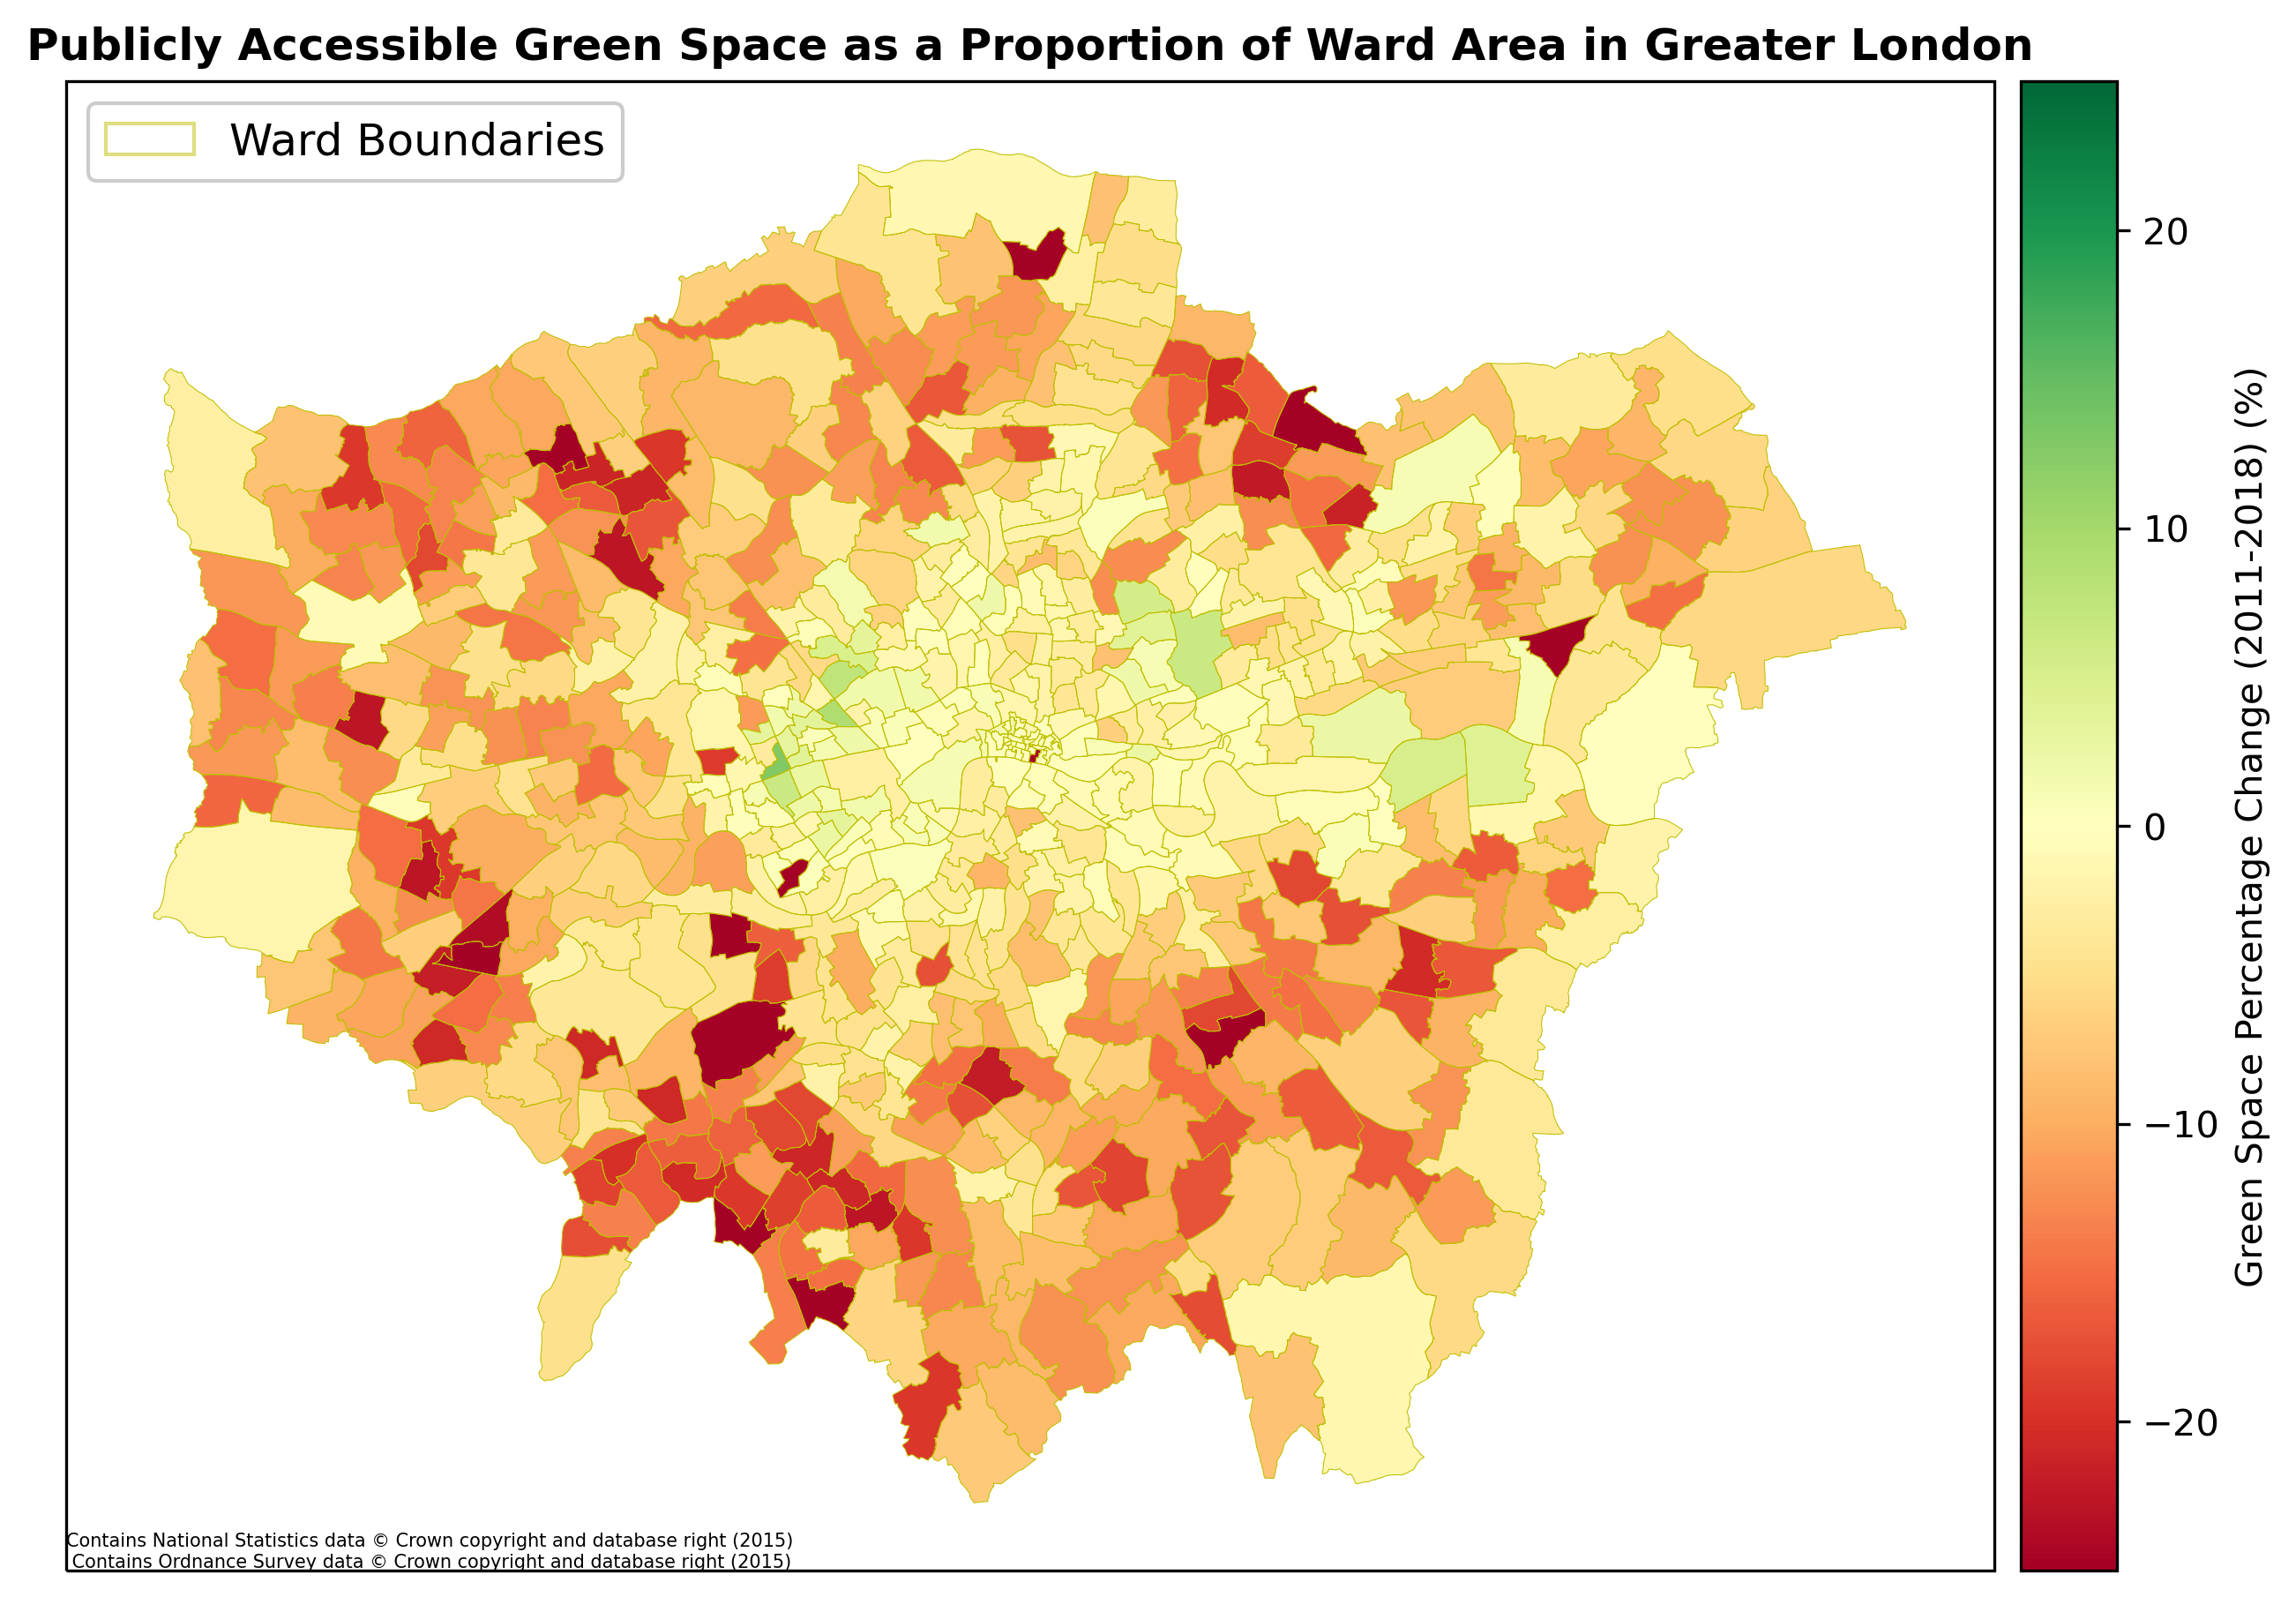 Publicly Accessible Green Space as a Proportion of Ward Area in Greater London
Ward Boundaries
20
10
0
−10
−20
Green Space Percentage Change (2011-2018) (%)
Contains National Statistics data © Crown copyright and database right (2015)
Contains Ordnance Survey data © Crown copyright and database right (2015)